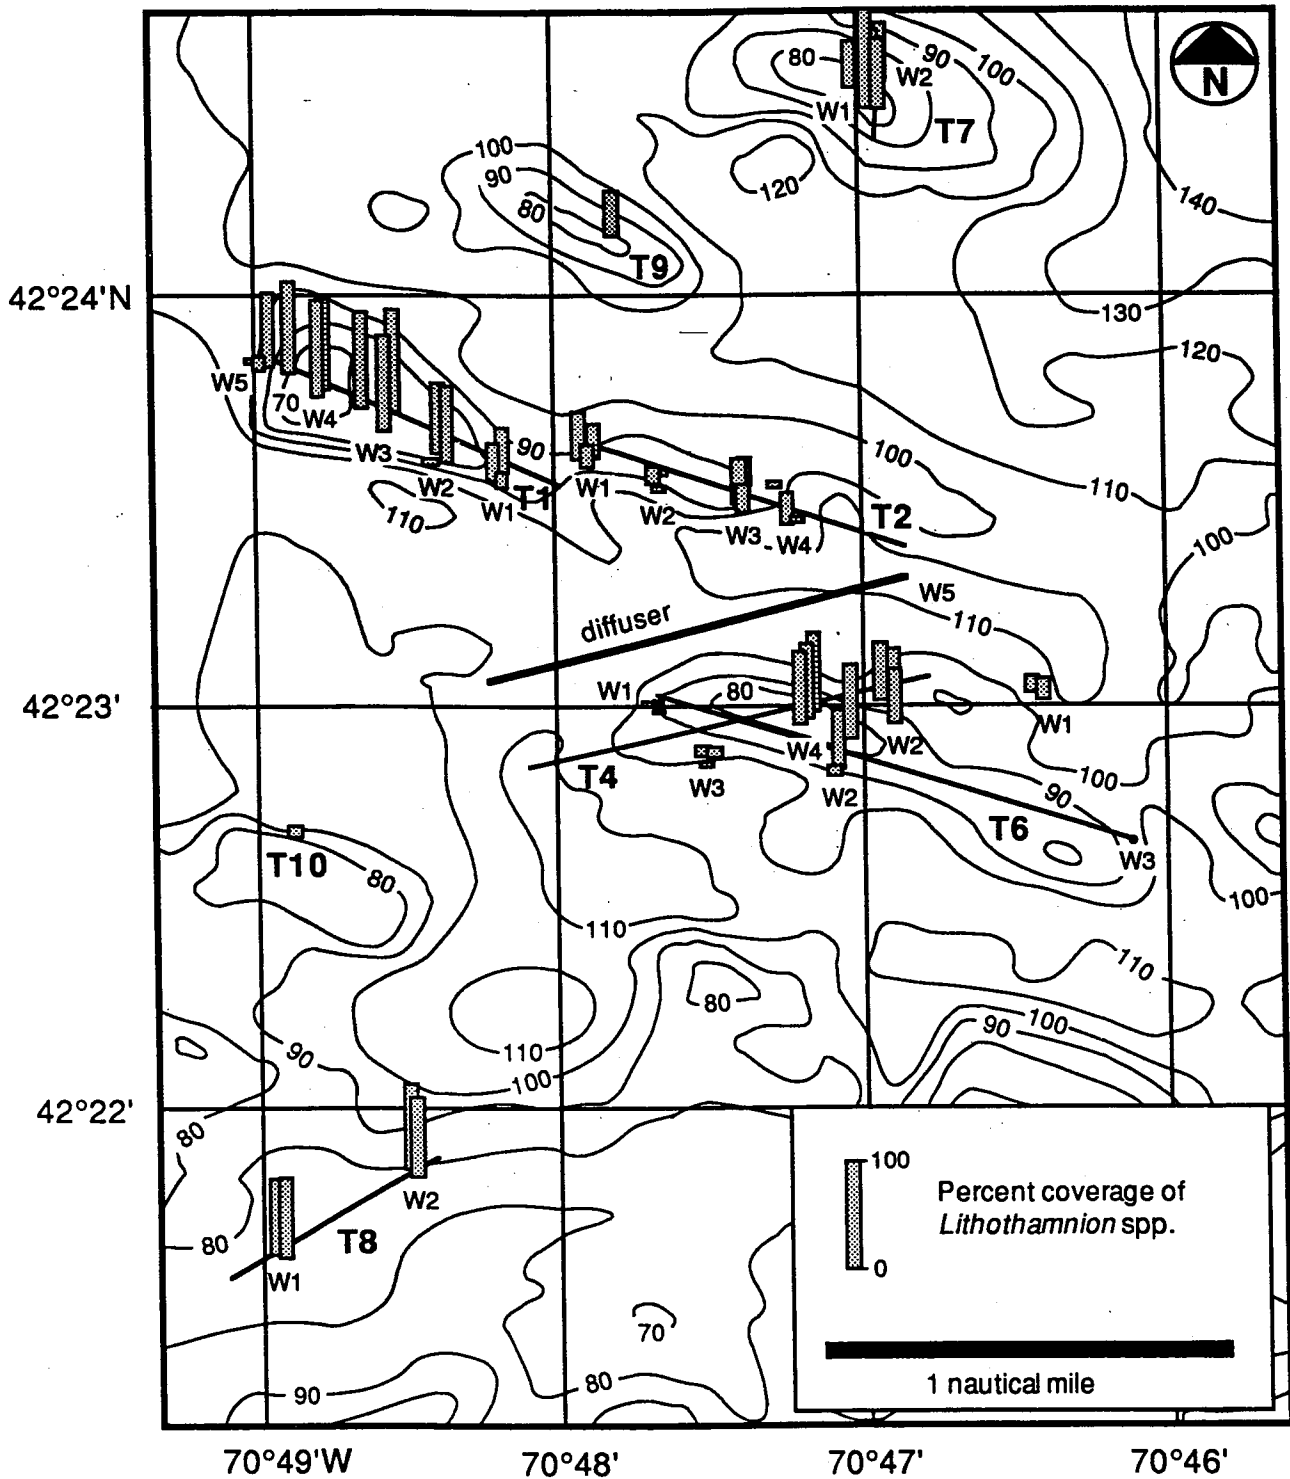 80
90
100
W2
N
W1
T7
100
90
120
140
80
T9
42°24'N
130
120
W5
70
W4
90
100
W3
W2
W1
110
T1
W1
W2
W3
W4
T2
110
100
W5
diffuser
110
W1
80
42°23'
W1
W4
W2
100
T4
W3
W2
90
T6
W3
T10
80
100
110
110
80
100
90
110
90
100
42°22'
80
100
Percent coverage of
Lithothamnion spp.
W2
80
T8
0
W1
70
1 nautical mile
90
80
70°49'W
70°48'
70°47'
70°46'